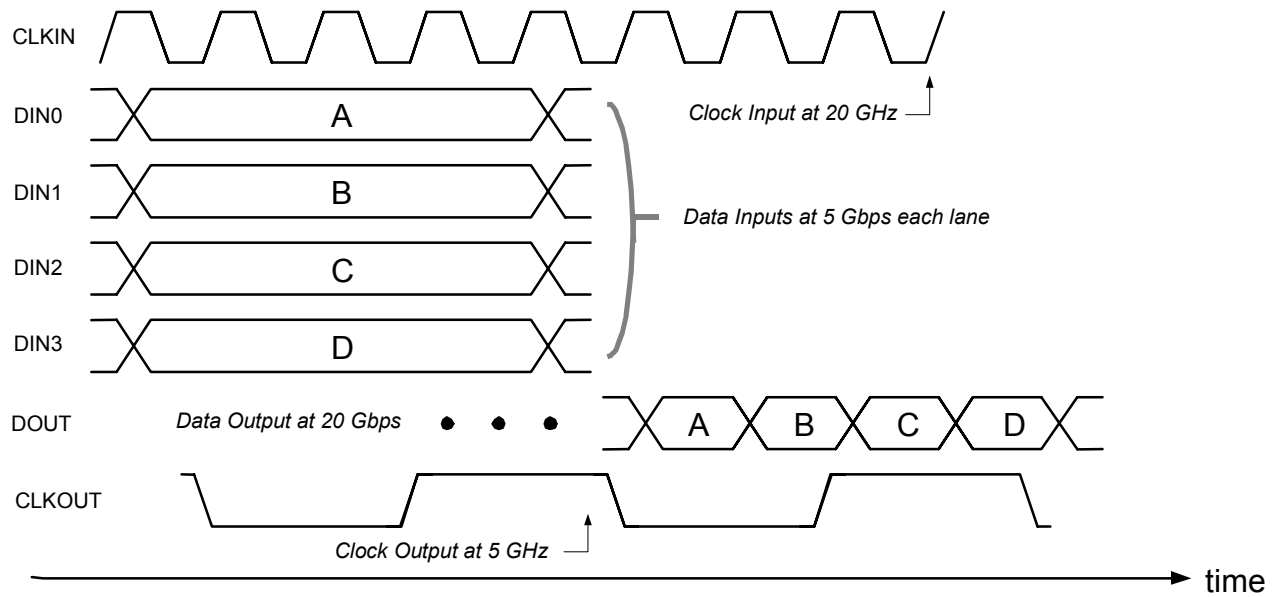 CLKIN
DIN0
A
Clock Input at 20 GHz
DIN1
B
Data Inputs at 5 Gbps each lane
DIN2
C
DIN3
D
DOUT
Data Output at 20 Gbps
A
B
C
D
CLKOUT
Clock Output at 5 GHz
time